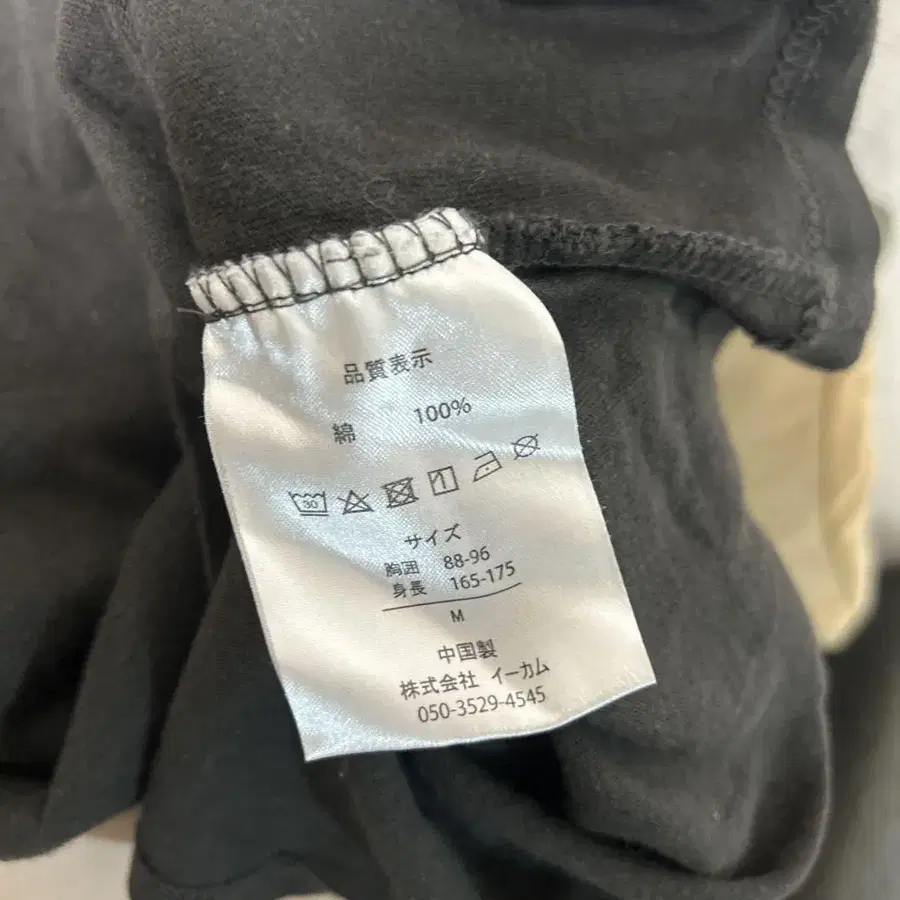 品質表示
綿 100%
30
サイズ
胸囲 88-96
身長 165-175
M
中国製
株式会社 イーカム
050-3529-4545